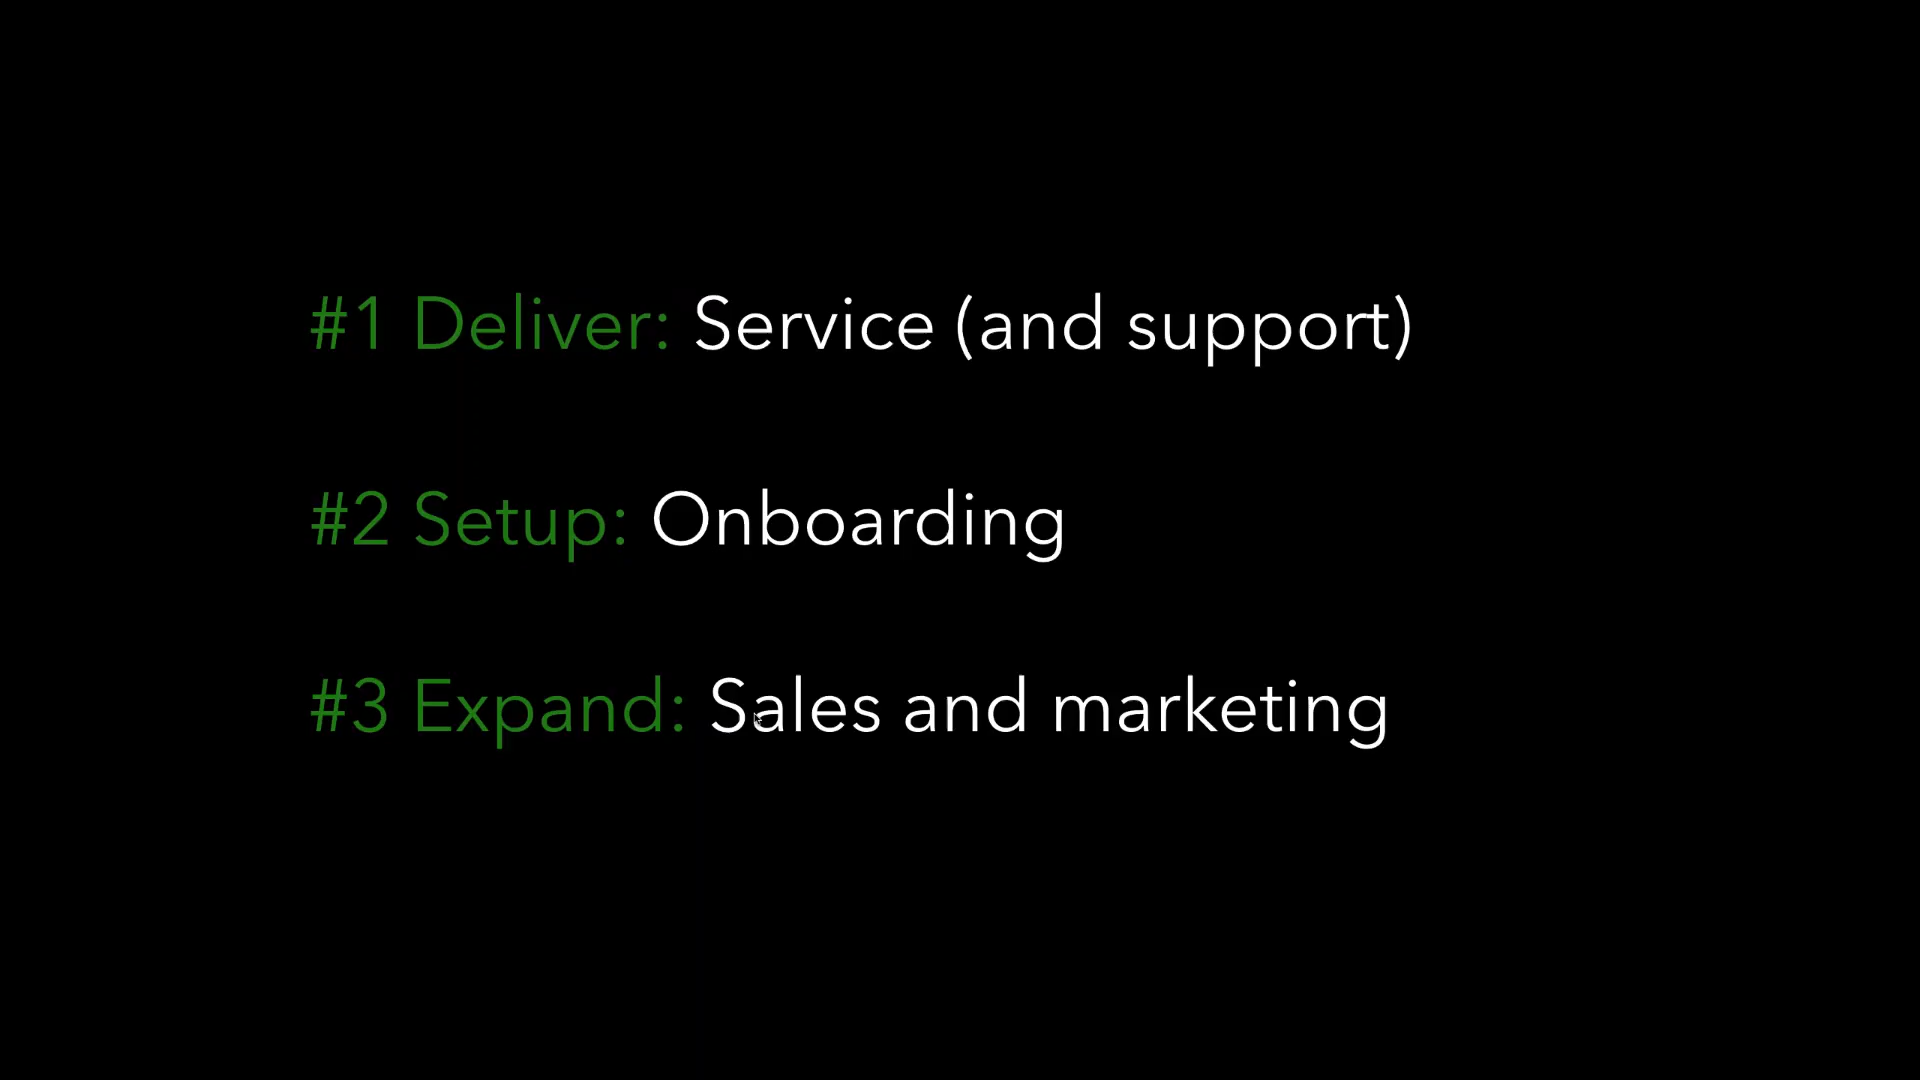 #1 Deliver: Service (and support)
#2 Setup: Onboarding
#3 Expand: Sales and marketing